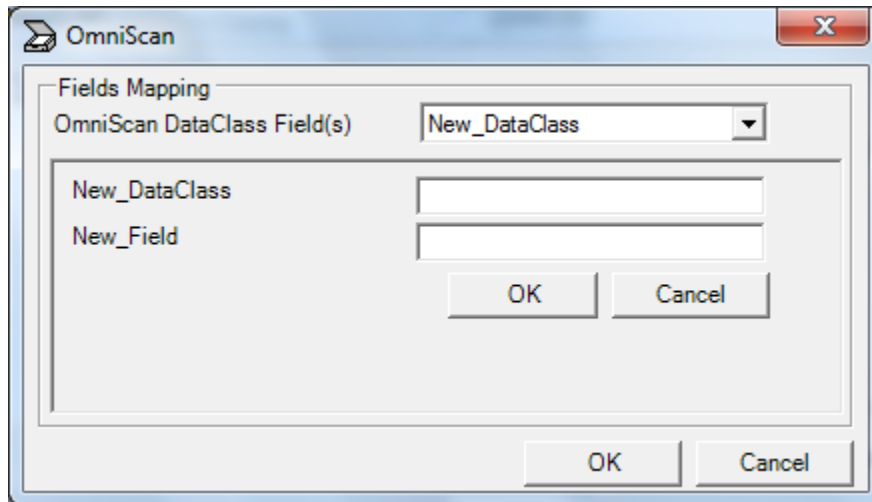 OmniScan
Fields Mapping
OmniScan DataClass Field(s) New_DataClass
New_DataClass
New_Field
OK Cancel
OK Cancel